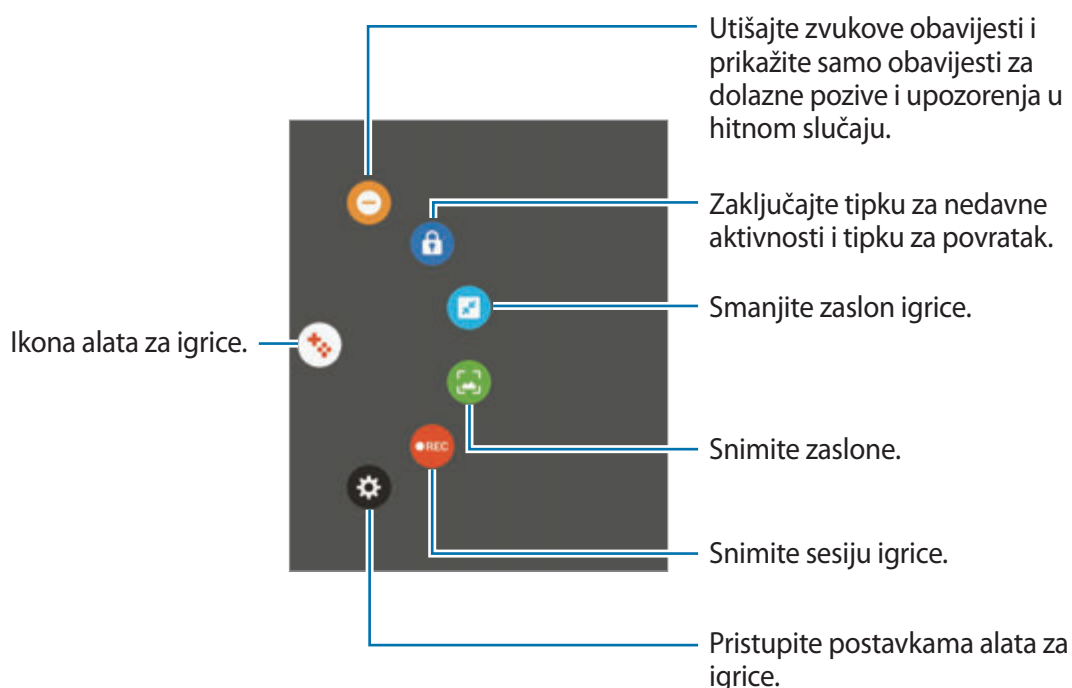 Utišajte zvukove obavijesti i
prikažite samo obavijesti za
dolazne pozive i upozorenja u
hitnom slučaju.
Zaključajte tipku za nedavne
aktivnosti i tipku za povratak.
Smanjite zaslon igrice.
Ikona alata za igrice.
Snimite zaslone.
REC
Snimite sesiju igrice.
Pristupite postavkama alata za
igrice.